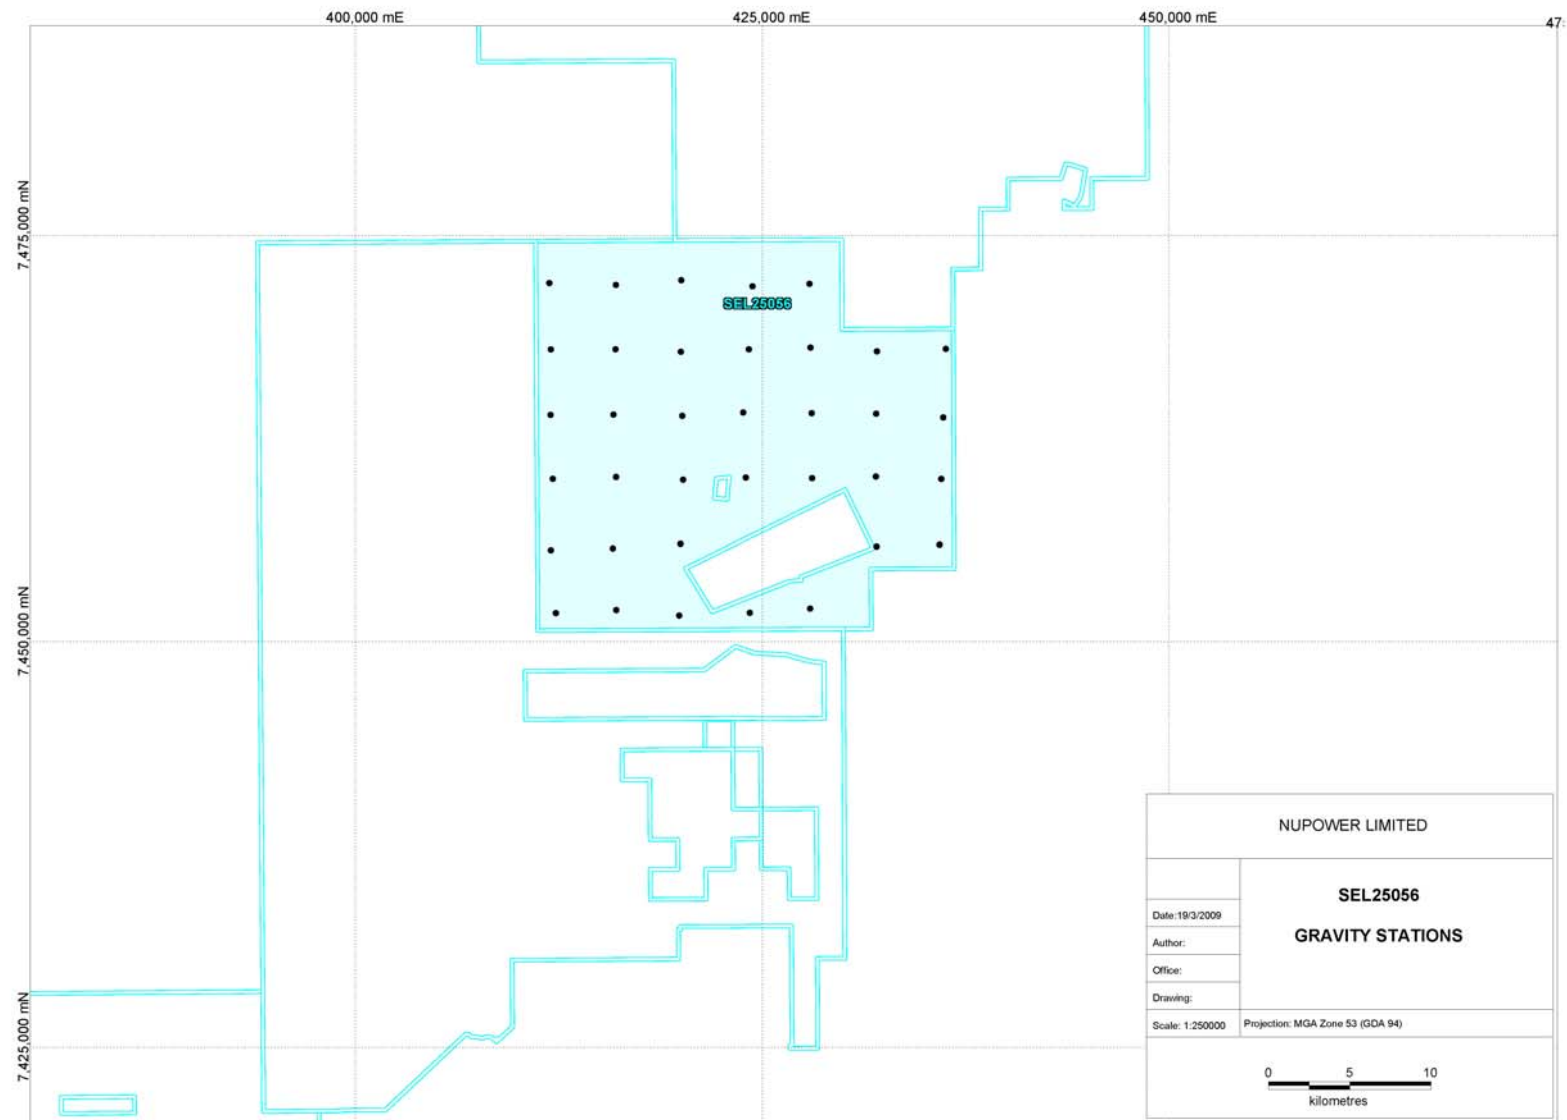 400,000 mE
425,000 mE
450,000 mE
47:
7,475,000 mN
SEL25056
7,450,000 mN
7,425,000 mN
NUPOWER LIMITED
SEL25056
GRAVITY STATIONS
Date:19/3/2009
Author:
Office:
Drawing:
Scale: 1:250000
Projection: MGA Zone 53 (GDA 94)
0 5 10
kilometres